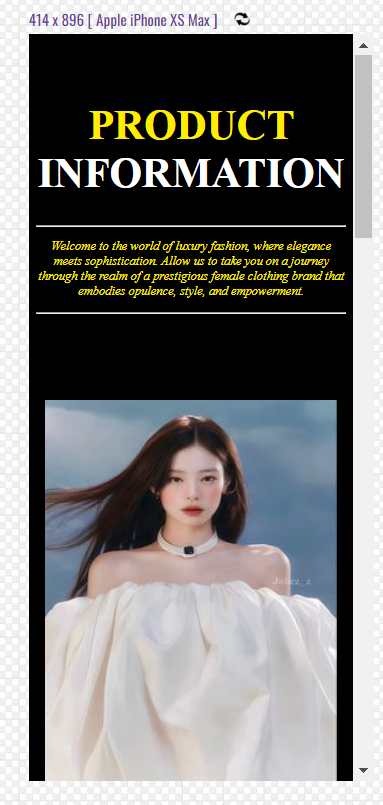 414 x 896 [ Apple iPhone XS Max ]
PRODUCT
INFORMATION
Welcome to the world of luxury fashion, where elegance
meets sophistication. Allow us to take you on a journey
through the realm of a prestigious female clothing brand that
embodies opulence, style, and empowerment.